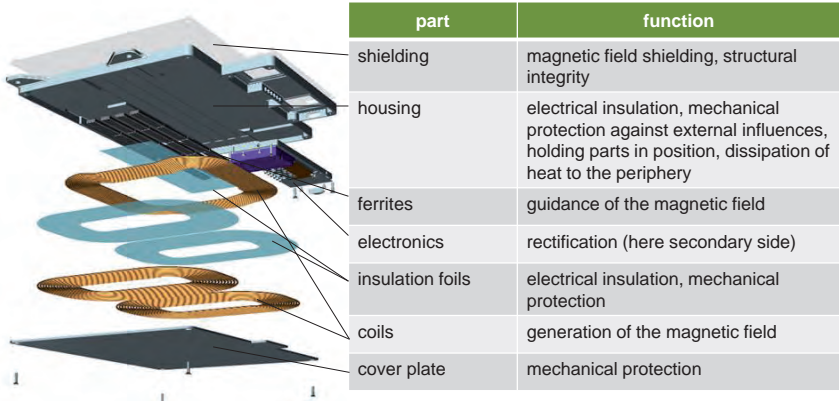 part function
shielding magnetic field shielding, structural
integrity
housing electrical insulation, mechanical
protection against external influences,
holding parts in position, dissipation of
heat to the periphery
ferrites guidance of the magnetic field
electronics rectification (here secondary side)
insulation foils electrical insulation, mechanical
protection
coils generation of the magnetic field
cover plate mechanical protection